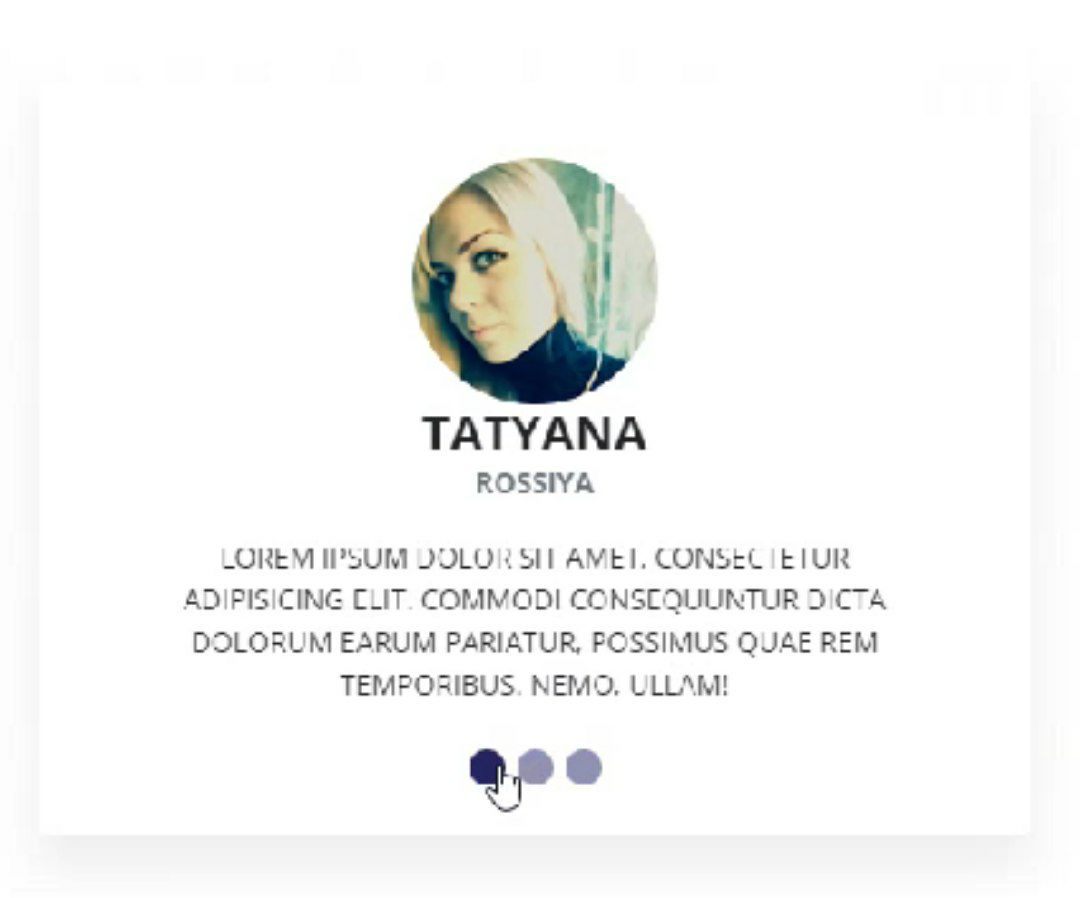 TATYANA
ROSSIYA
LOREM IPSUM DOLOR SIT AMET, CONSECTETUR
ADIPISICING ELIT. COMMODI CONSEQUUNTUR DICTA
DOLORUM EARUM PARIATUR, POSSIMUS QUAE REM
TEMPORIBUS. NEMO, ULLAM!